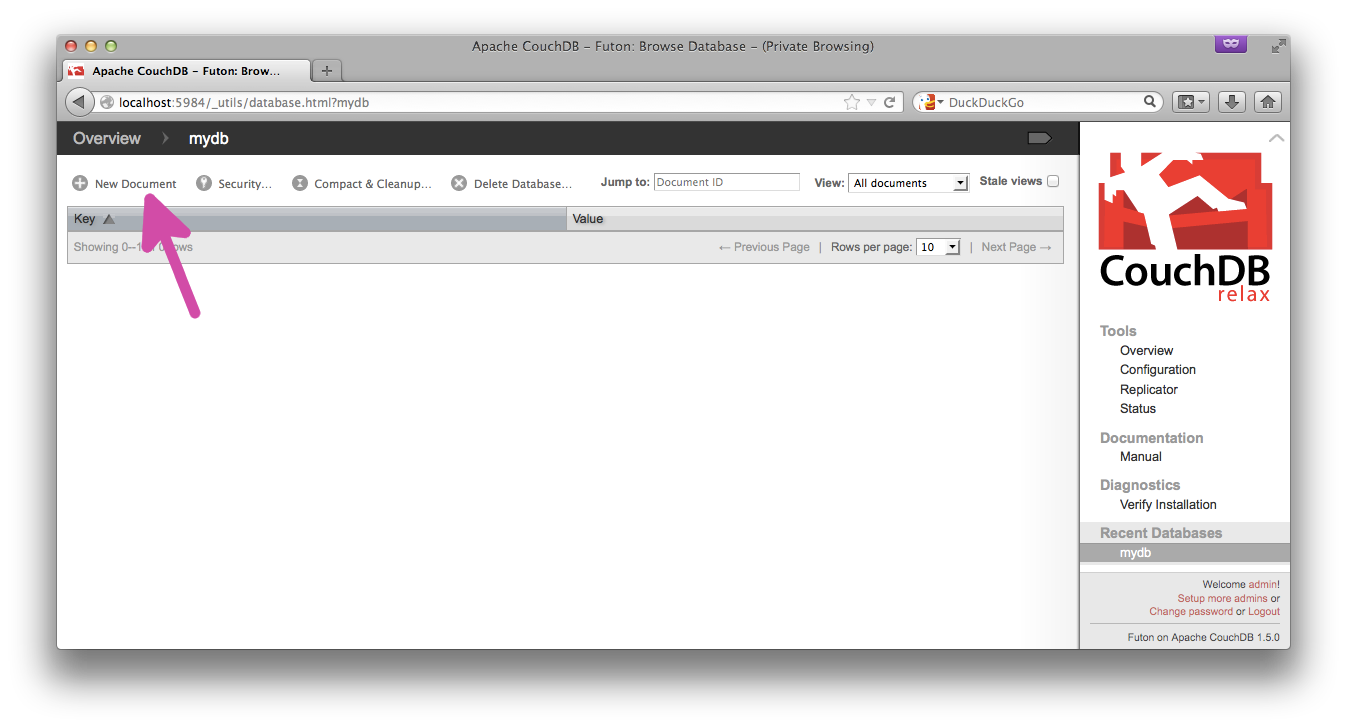 Apache CouchDB - Futon: Browse Database - (Private Browsing)
Apache CouchDB - Futon: Brow...
localhost:5984/_utils/database.html?mydb
DuckDuckGo
Overview mydb
New Document Security... Compact & Cleanup... Delete Database... Jump to: Document ID View: All documents Stale views
Key Value
Showing 0-- ← Previous Page | Rows per page: 10 | Next Page →
CouchDB
relax
Tools
Overview
Configuration
Replicator
Status
Documentation
Manual
Diagnostics
Verify Installation
Recent Databases
mydb
Welcome admin!
Setup more admins or
Change password or Logout
Futon on Apache CouchDB 1.5.0